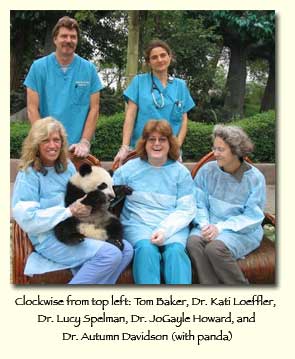 Clockwise from top left: Tom Baker, Dr. Kati Loeffler,
Dr. Lucy Spelman, Dr. JoGayle Howard, and
Dr. Autumn Davidson (with panda)